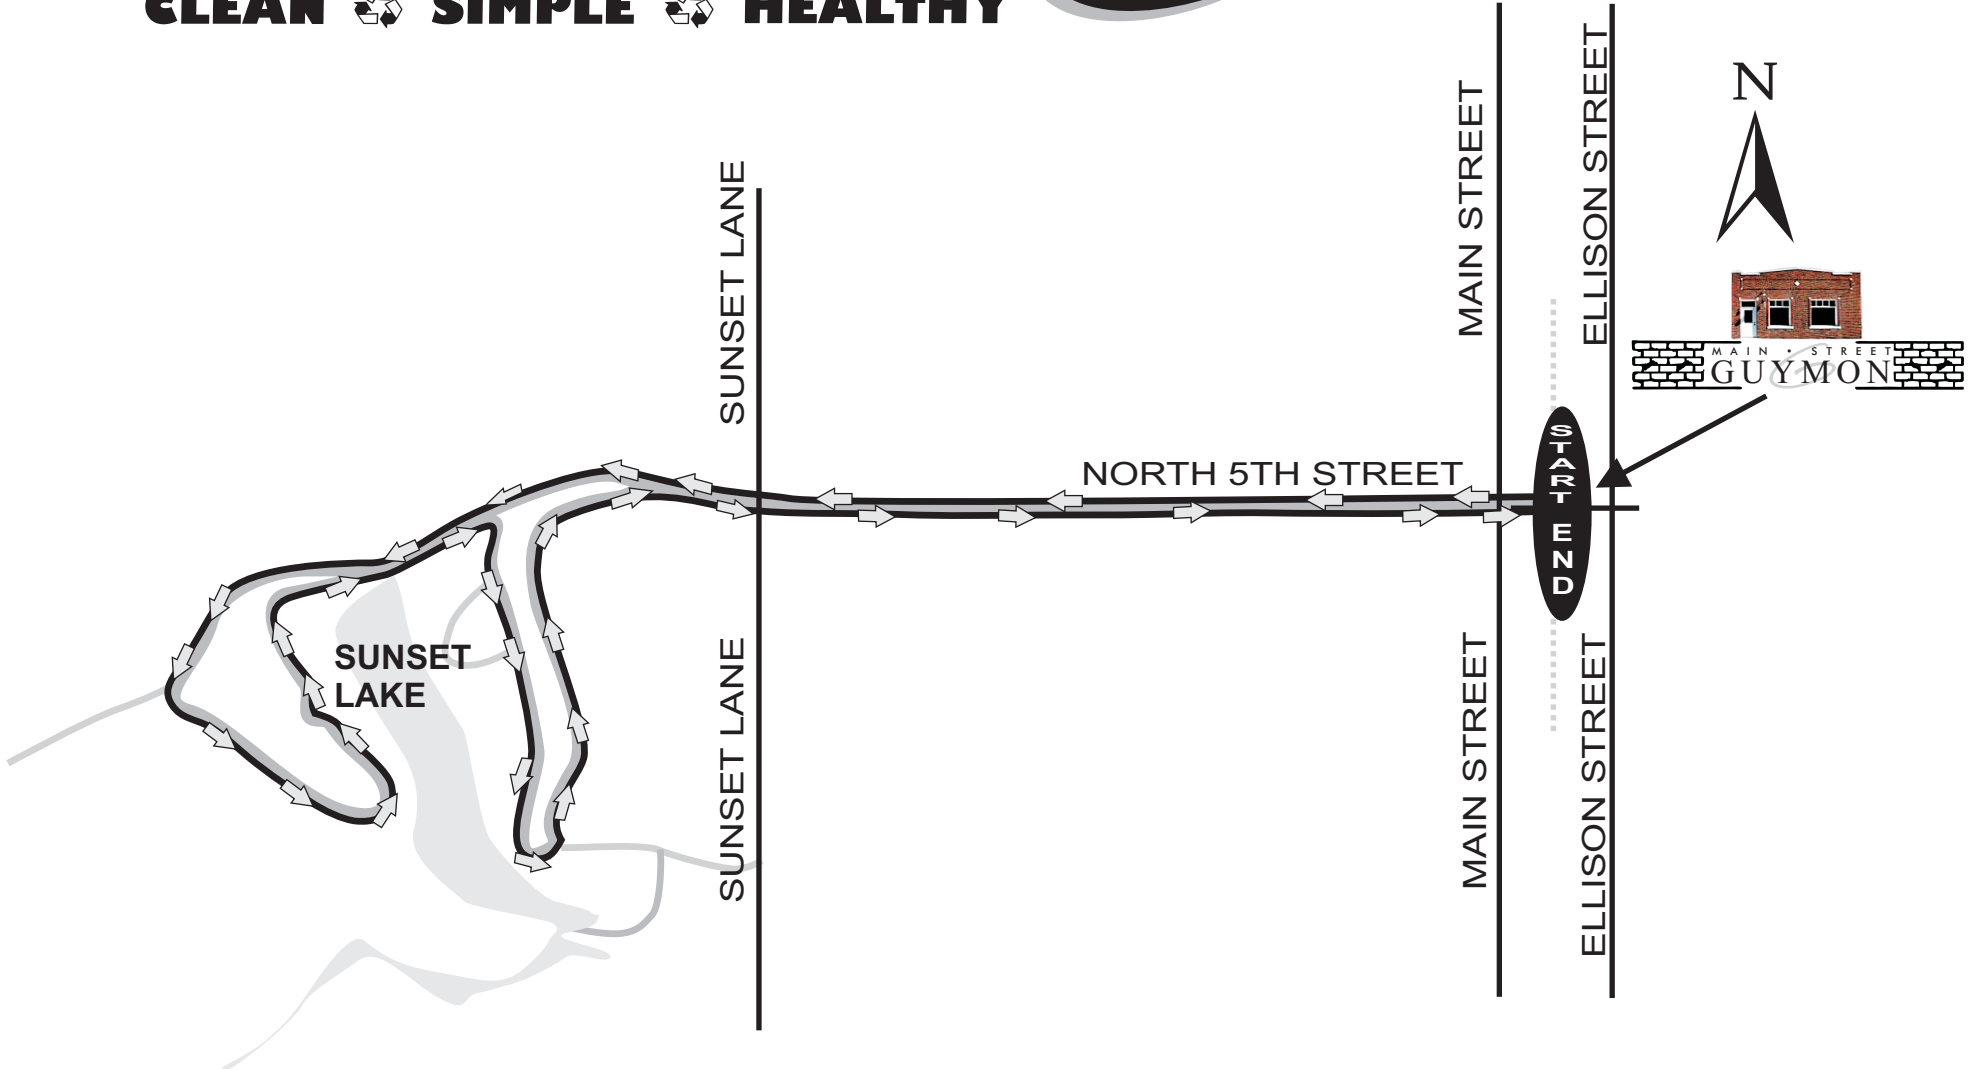 CLEAN ♻ SIMPLE ♻ HEALTHY
N
ELLISON STREET
MAIN STREET
SUNSET LANE
MAIN • STREET
GUYMON
NORTH 5TH STREET
START END
SUNSET
LAKE
SUNSET LANE
MAIN STREET
ELLISON STREET